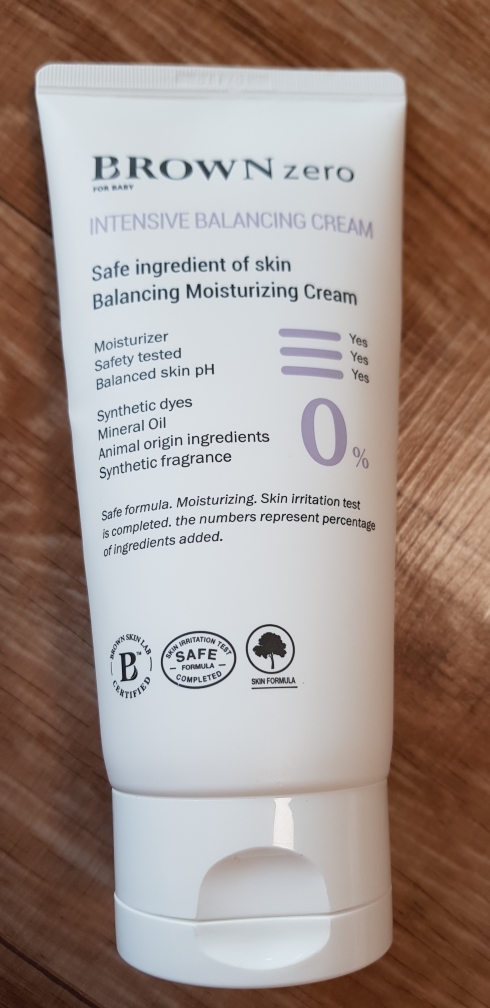 BROWN zero
FOR BABY
INTENSIVE BALANCING CREAM
Safe ingredient of skin
Balancing Moisturizing Cream
Moisturizer Yes
Safety tested Yes
Balanced skin pH Yes
Synthetic dyes
Mineral Oil
Animal origin ingredients
Synthetic fragrance
0%
Safe formula. Moisturizing. Skin irritation test
is completed. the numbers represent percentage
of ingredients added.
BROWN SKIN LAB
B™
CERTIFIED
SKIN IRRITATION TEST
SAFE
– FORMULA –
COMPLETED
SKIN FORMULA